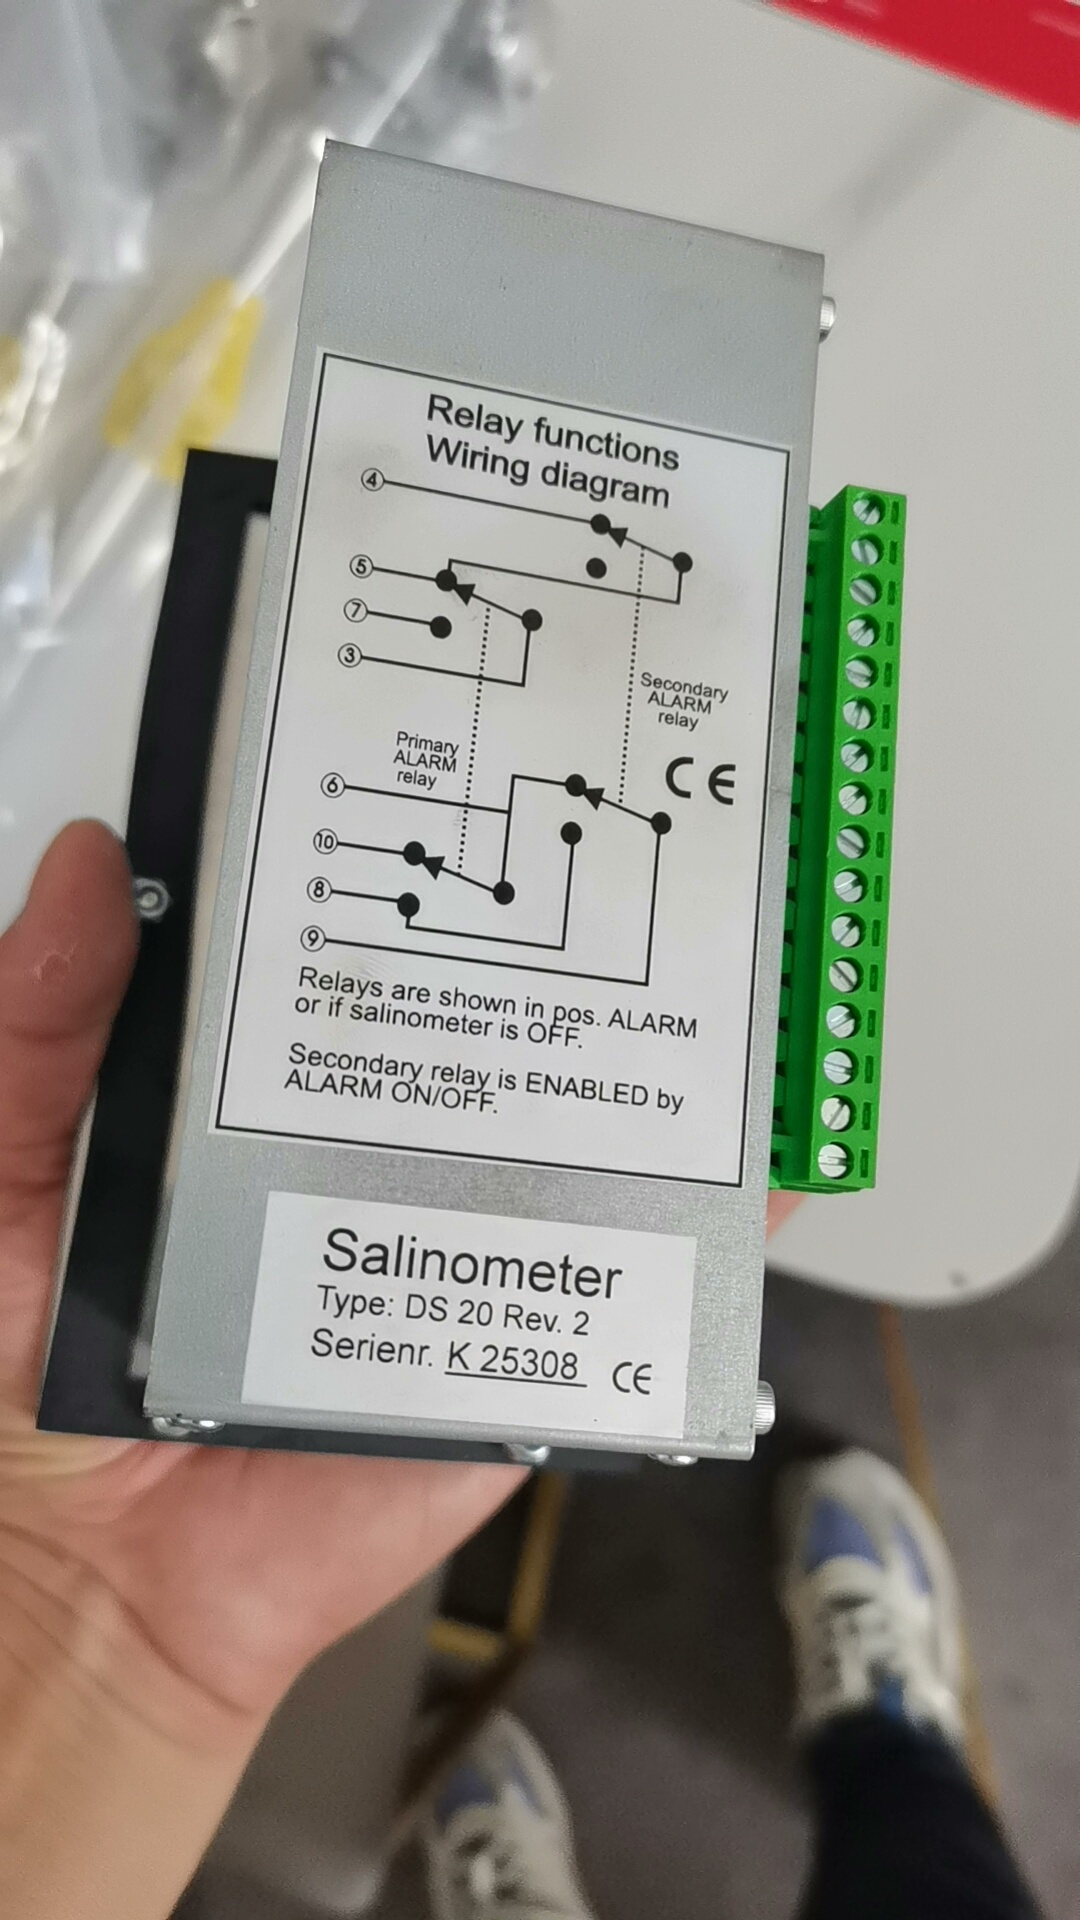 Relay functions
Wiring diagram
4
5
7
3
Secondary
ALARM
relay
Primary
ALARM
relay
CE
6
10
8
9
Relays are shown in pos. ALARM
or if salinometer is OFF.
Secondary relay is ENABLED by
ALARM ON/OFF.
Salinometer
Type: DS 20 Rev. 2
Serienr. K 25308 CE